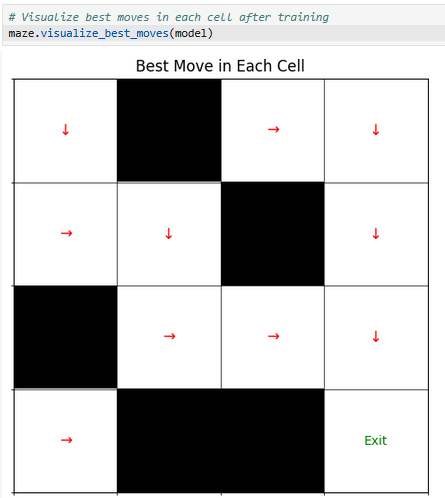 # Visualize best moves in each cell after training
maze.visualize_best_moves(model)
Best Move in Each Cell
↓ → ↓
→ ↓ ↓
→ → ↓
→ Exit